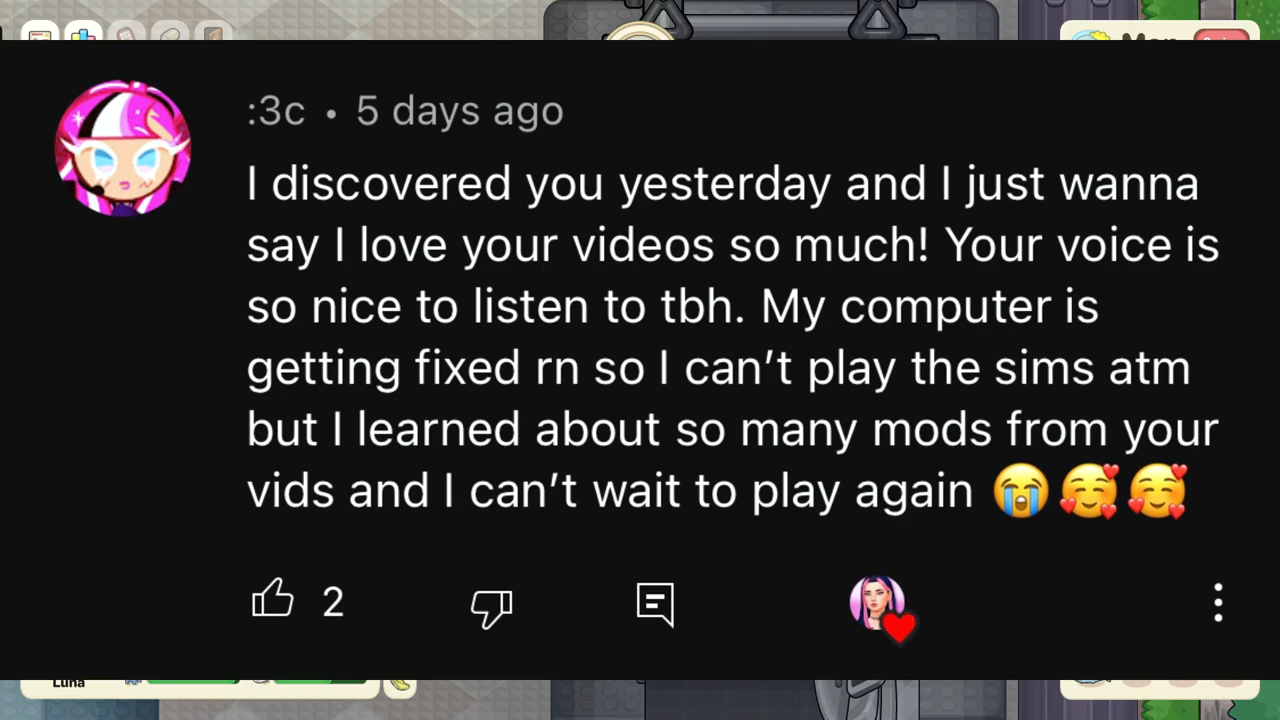 :3c • 5 days ago
I discovered you yesterday and I just wanna
say I love your videos so much! Your voice is
so nice to listen to tbh. My computer is
getting fixed rn so I can’t play the sims atm
but I learned about so many mods from your
vids and I can’t wait to play again 😭🥰🥰
2
Luna